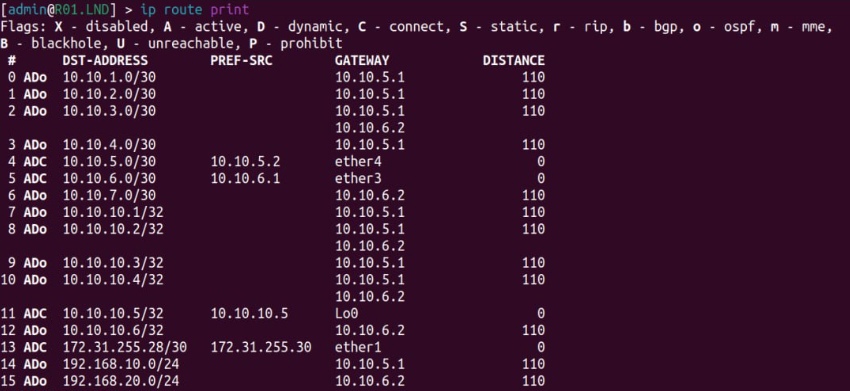 [admin@R01.LND] > ip route print
Flags: X - disabled, A - active, D - dynamic, C - connect, S - static, r - rip, b - bgp, o - ospf, m - mme,
B - blackhole, U - unreachable, P - prohibit
 #      DST-ADDRESS        PREF-SRC        GATEWAY            DISTANCE
 0 ADo  10.10.1.0/30                       10.10.5.1               110
 1 ADo  10.10.2.0/30                       10.10.5.1               110
 2 ADo  10.10.3.0/30                       10.10.5.1               110
                                           10.10.6.2
 3 ADo  10.10.4.0/30                       10.10.5.1               110
 4 ADC  10.10.5.0/30       10.10.5.2       ether4                    0
 5 ADC  10.10.6.0/30       10.10.6.1       ether3                    0
 6 ADo  10.10.7.0/30                       10.10.6.2               110
 7 ADo  10.10.10.1/32                      10.10.5.1               110
 8 ADo  10.10.10.2/32                      10.10.5.1               110
                                           10.10.6.2
 9 ADo  10.10.10.3/32                      10.10.5.1               110
10 ADo  10.10.10.4/32                      10.10.5.1               110
                                           10.10.6.2
11 ADC  10.10.10.5/32      10.10.10.5      Lo0                       0
12 ADo  10.10.10.6/32                      10.10.6.2               110
13 ADC  172.31.255.28/30   172.31.255.30   ether1                    0
14 ADo  192.168.10.0/24                    10.10.5.1               110
15 ADo  192.168.20.0/24                    10.10.6.2               110